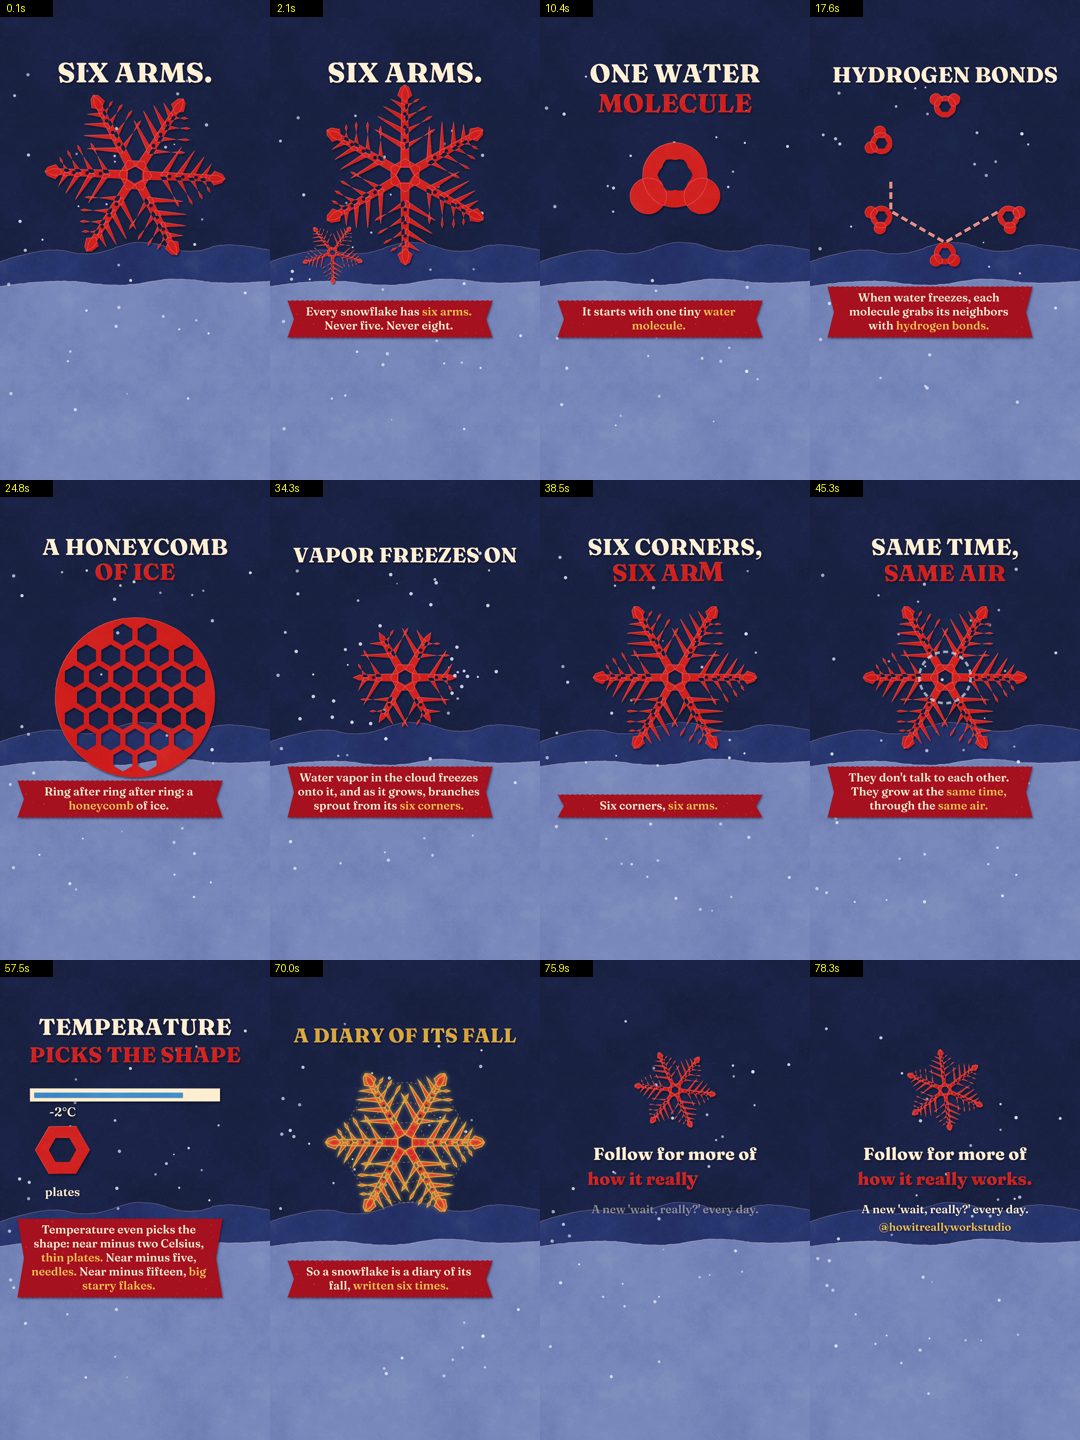 0.1s
SIX ARMS.
2.1s
SIX ARMS.
Every snowflake has six arms.
Never five. Never eight.
10.4s
ONE WATER
MOLECULE
It starts with one tiny water
molecule.
17.6s
HYDROGEN BONDS
When water freezes, each
molecule grabs its neighbors
with hydrogen bonds.
24.8s
A HONEYCOMB
OF ICE
Ring after ring after ring: a
honeycomb of ice.
34.3s
VAPOR FREEZES ON
Water vapor in the cloud freezes
onto it, and as it grows, branches
sprout from its six corners.
38.5s
SIX CORNERS,
SIX ARM
Six corners, six arms.
45.3s
SAME TIME,
SAME AIR
They don't talk to each other.
They grow at the same time,
through the same air.
57.5s
TEMPERATURE
PICKS THE SHAPE
-2°C
plates
Temperature even picks the
shape: near minus two Celsius,
thin plates. Near minus five,
needles. Near minus fifteen, big
starry flakes.
70.0s
A DIARY OF ITS FALL
So a snowflake is a diary of its
fall, written six times.
75.9s
Follow for more of
how it really
A new 'wait, really?' every day.
78.3s
Follow for more of
how it really works.
A new 'wait, really?' every day.
@howitreallyworkstudio